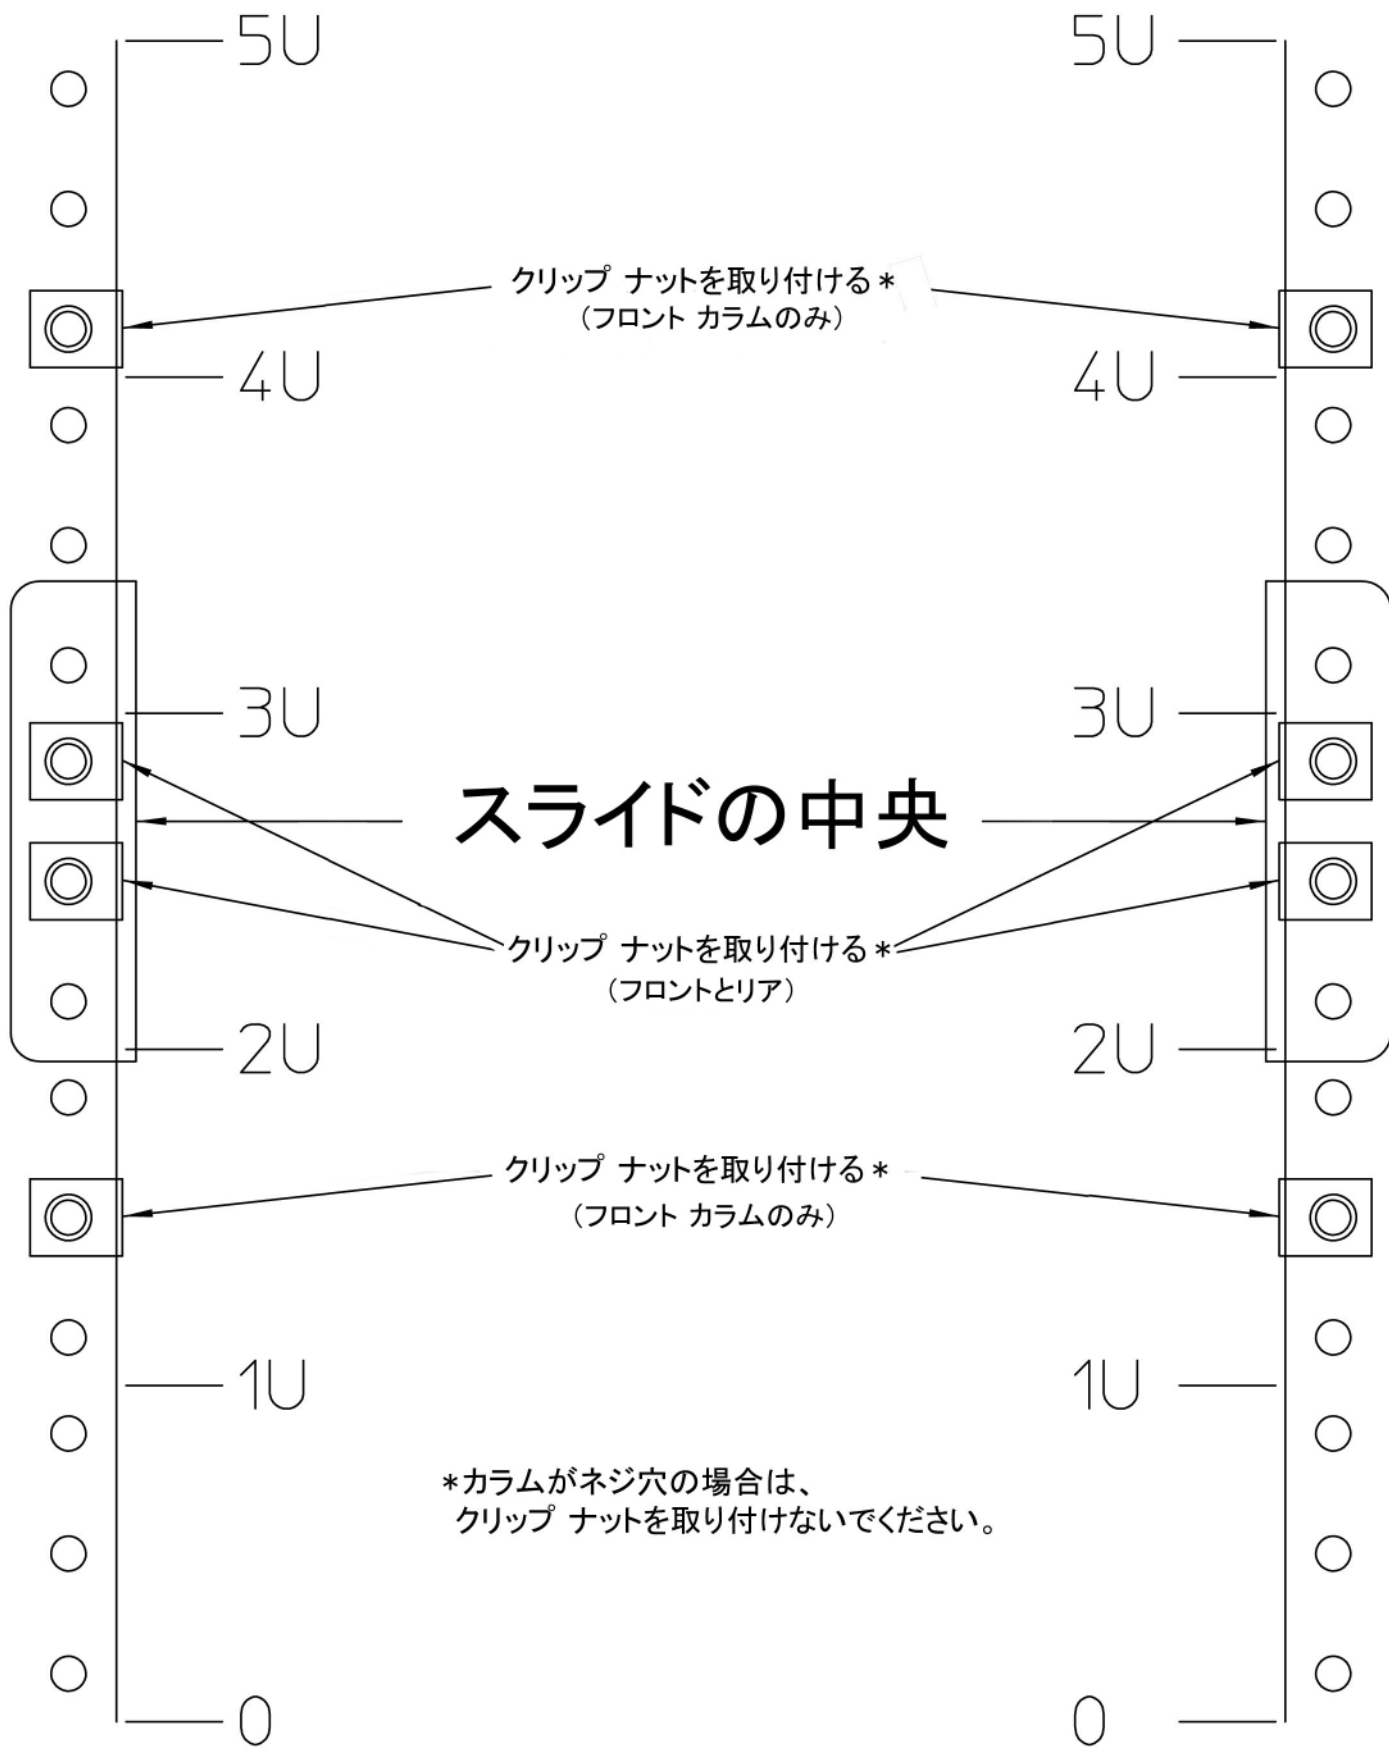 5U 5U
クリップ ナットを取り付ける*
(フロント カラムのみ)
4U 4U
3U 3U
スライドの中央
クリップ ナットを取り付ける*
(フロントとリア)
2U 2U
クリップ ナットを取り付ける*
(フロント カラムのみ)
1U 1U
*カラムがネジ穴の場合は、
クリップ ナットを取り付けないでください。
0 0